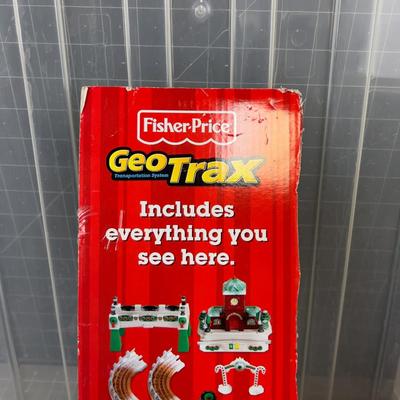 Fisher-Price
GeoTrax
Transportation System
Includes
everything you
see here.